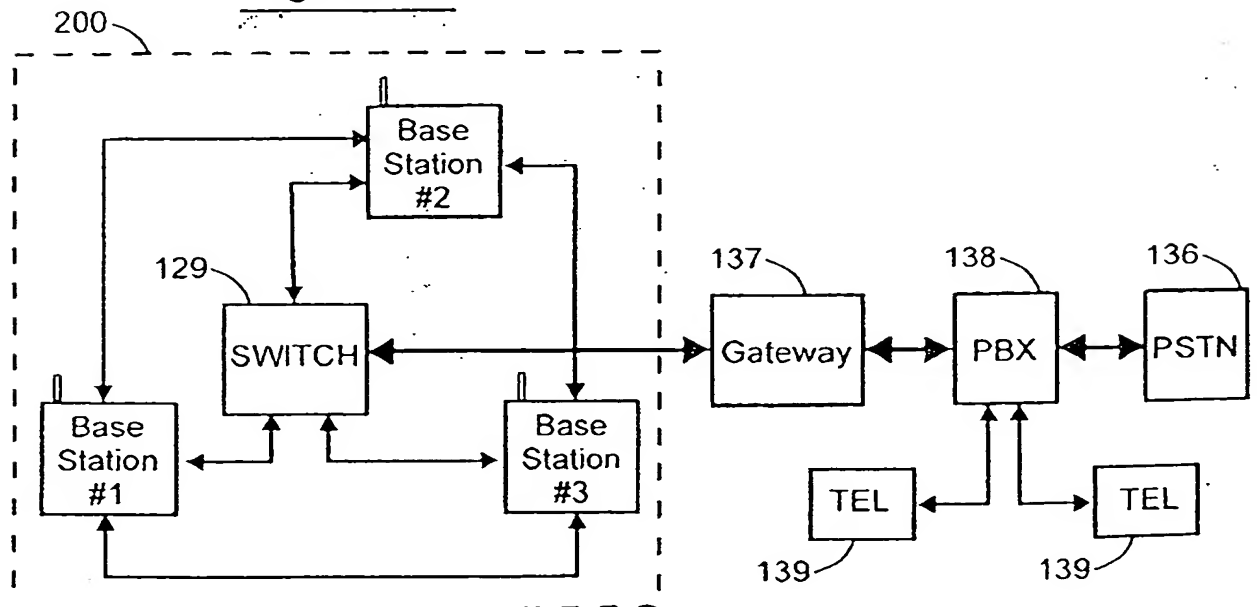 200
Base
Station
#2
129
SWITCH
137
138
136
Gateway
PBX
PSTN
Base
Station
#1
Base
Station
#3
TEL
TEL
139
139